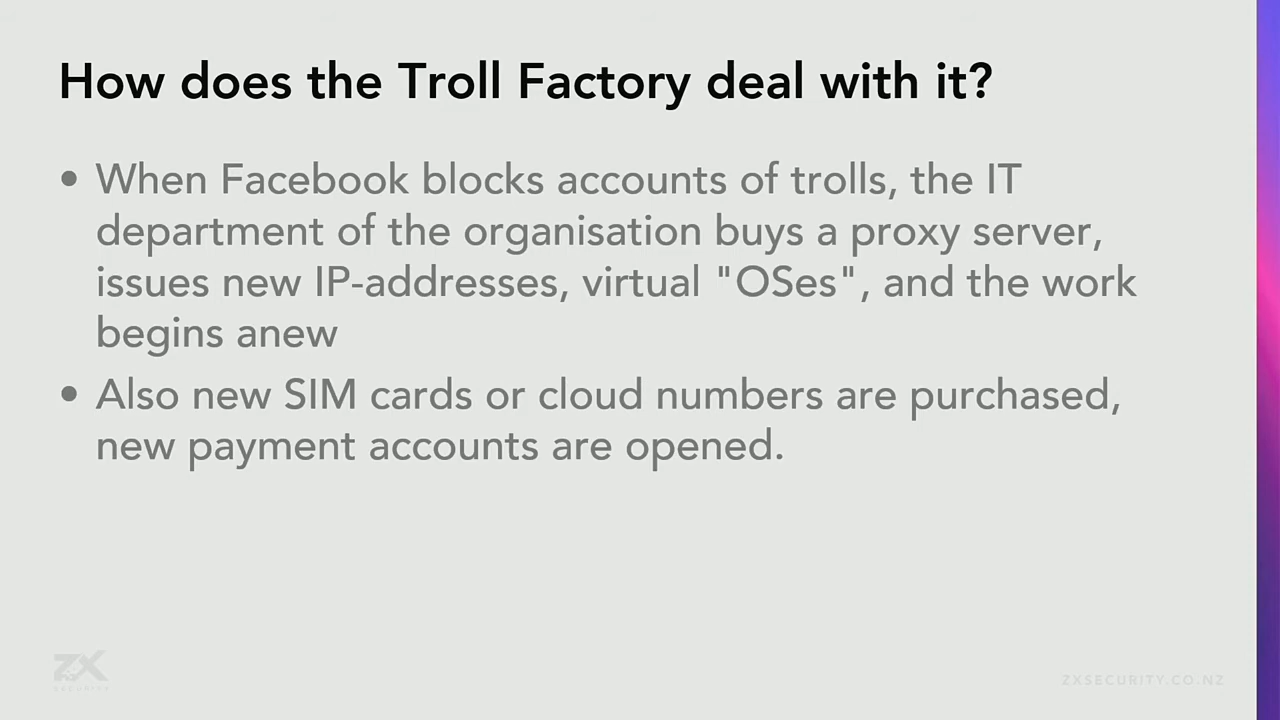 How does the Troll Factory deal with it?
• When Facebook blocks accounts of trolls, the IT
department of the organisation buys a proxy server,
issues new IP-addresses, virtual "OSes", and the work
begins anew
• Also new SIM cards or cloud numbers are purchased,
new payment accounts are opened.
ZX
SECURITY
ZXSECURITY.CO.NZ